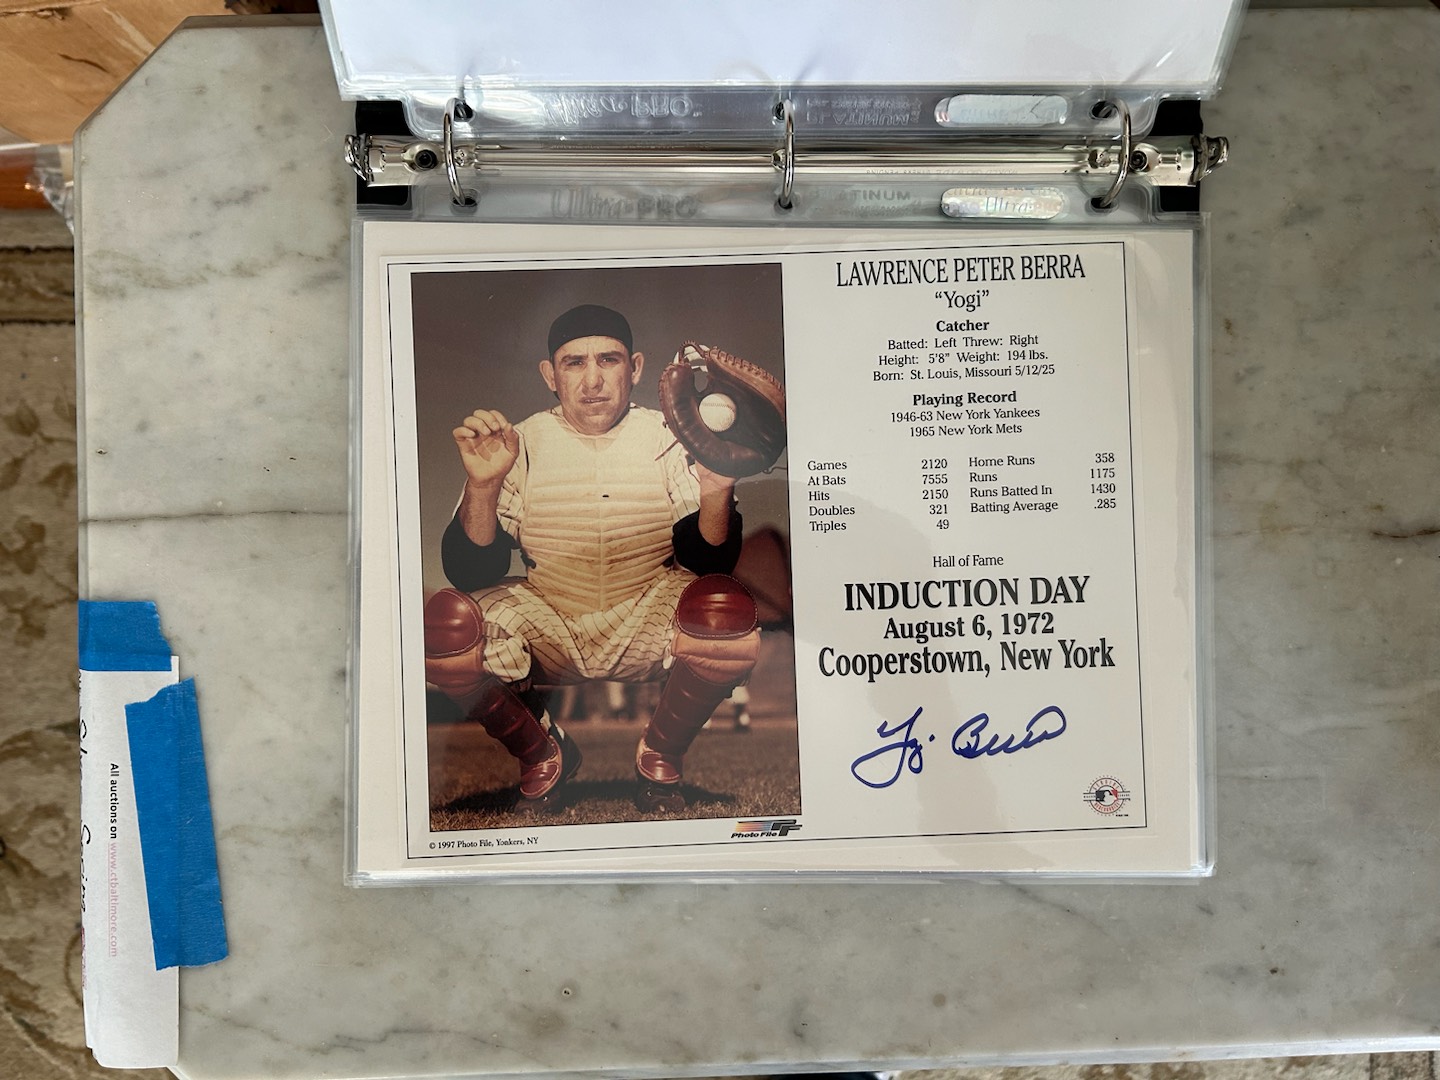 LAWRENCE PETER BERRA
“Yogi”
Catcher
Batted: Left Threw: Right
Height: 5'8" Weight: 194 lbs.
Born: St. Louis, Missouri 5/12/25
Playing Record
1946-63 New York Yankees
1965 New York Mets
Games 2120 Home Runs 358
At Bats 7555 Runs 1175
Hits 2150 Runs Batted In 1430
Doubles 321 Batting Average .285
Triples 49
Hall of Fame
INDUCTION DAY
August 6, 1972
Cooperstown, New York
Yogi Berra
© 1997 Photo File, Yonkers, NY
Photo File
All auctions on www.ctbaltimore.com